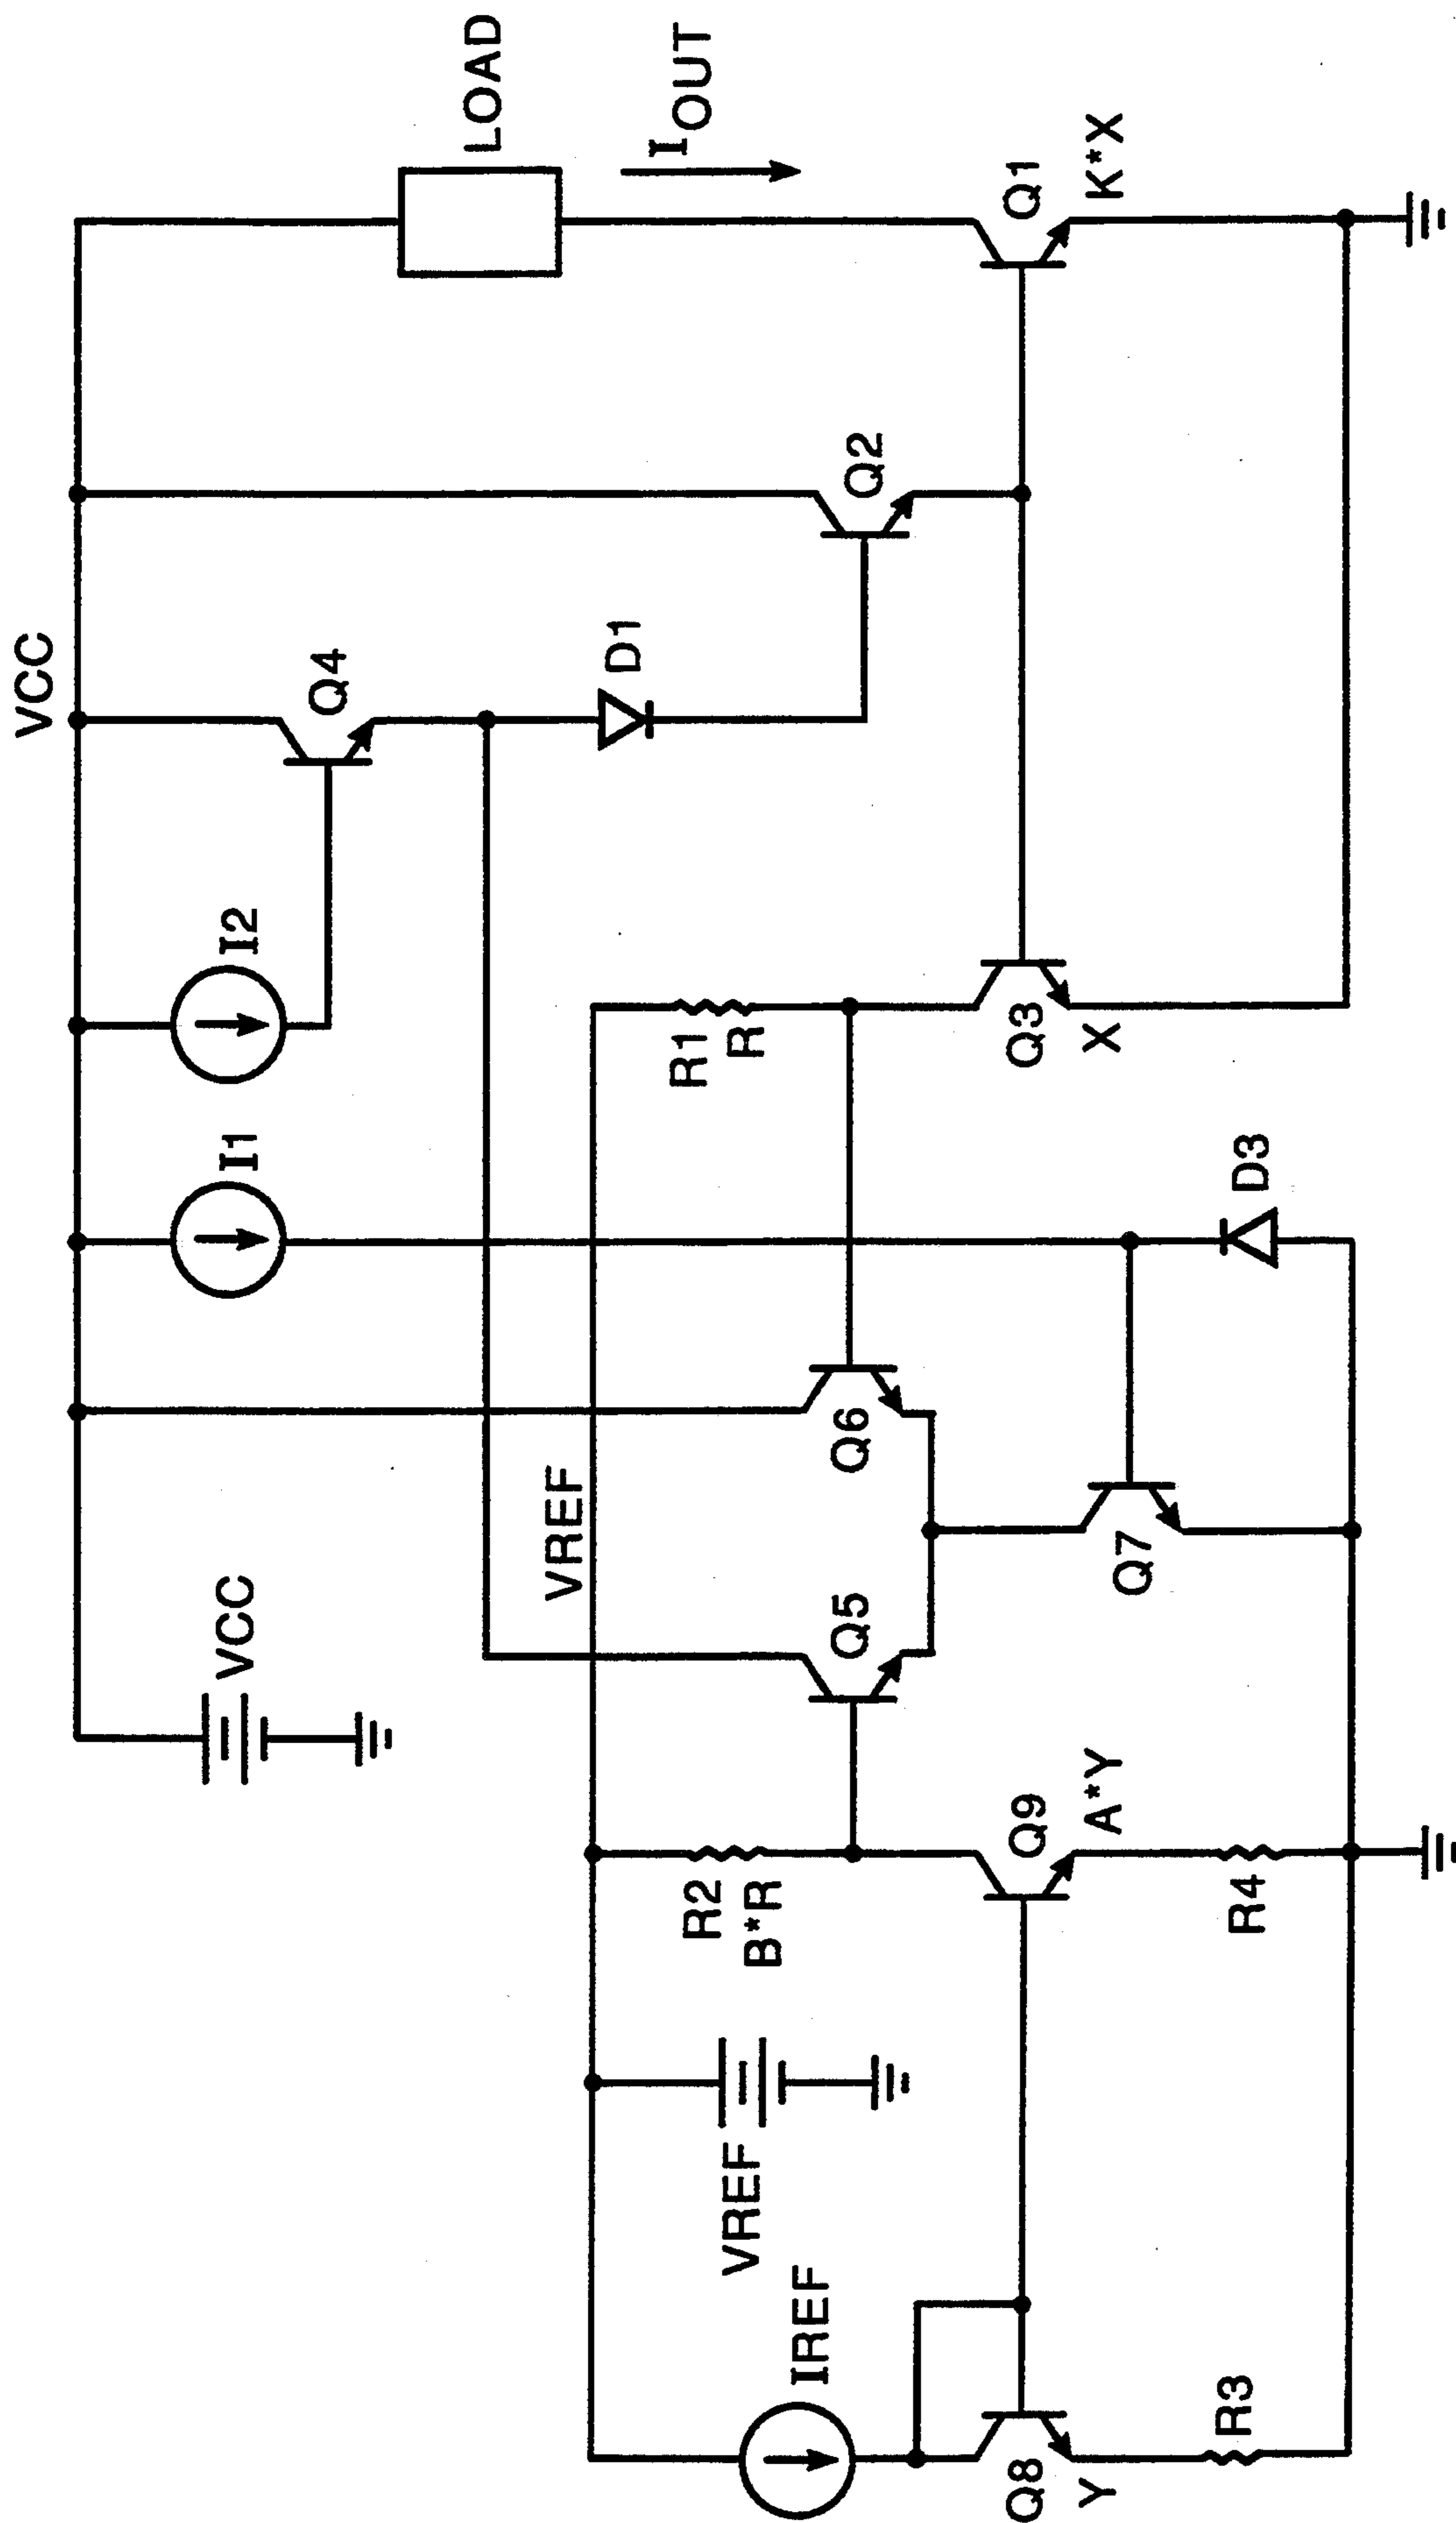 VCC
VCC
I1
I2
Q4
D1
Q2
LOAD
I OUT
VREF
VREF
IREF
R2
B*R
Q5
Q6
R1
R
Q8
Y
Q9
A*Y
Q7
Q3
X
Q1
K*X
R3
R4
D3